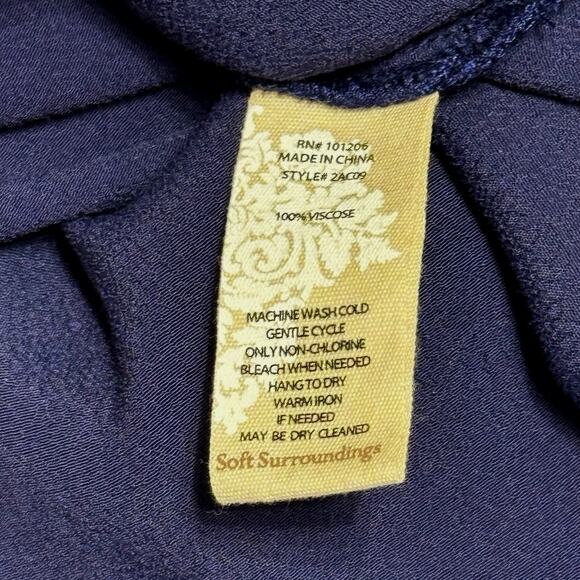 RN# 101206
MADE IN CHINA
STYLE# 2AC09
100% VISCOSE
MACHINE WASH COLD
GENTLE CYCLE
ONLY NON-CHLORINE
BLEACH WHEN NEEDED
HANG TO DRY
WARM IRON
IF NEEDED
MAY BE DRY CLEANED
Soft Surroundings